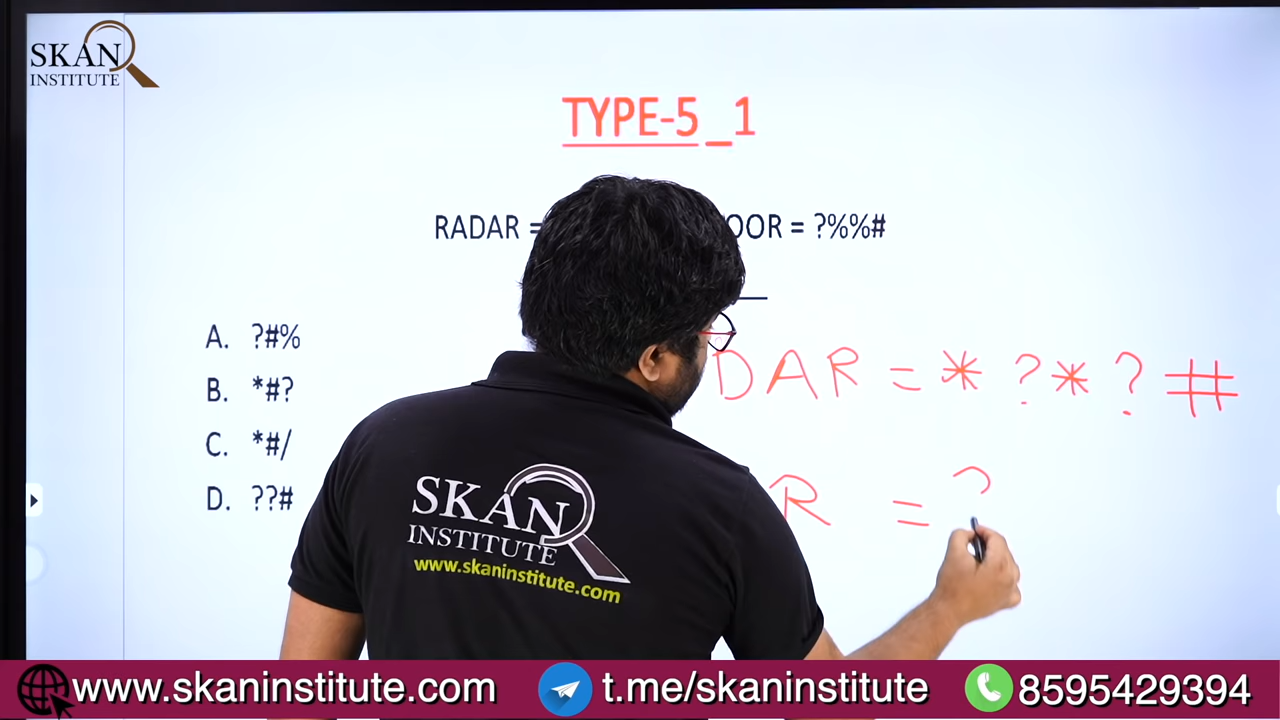 SKAN
INSTITUTE
TYPE-5_1
RADAR = OOR = ?%%#
A. ?#%
B. *#?
C. *#/
D. ??#
DAR = *?*?#
R = ?
SKAN
INSTITUTE
www.skaninstitute.com
www.skaninstitute.com t.me/skaninstitute 8595429394